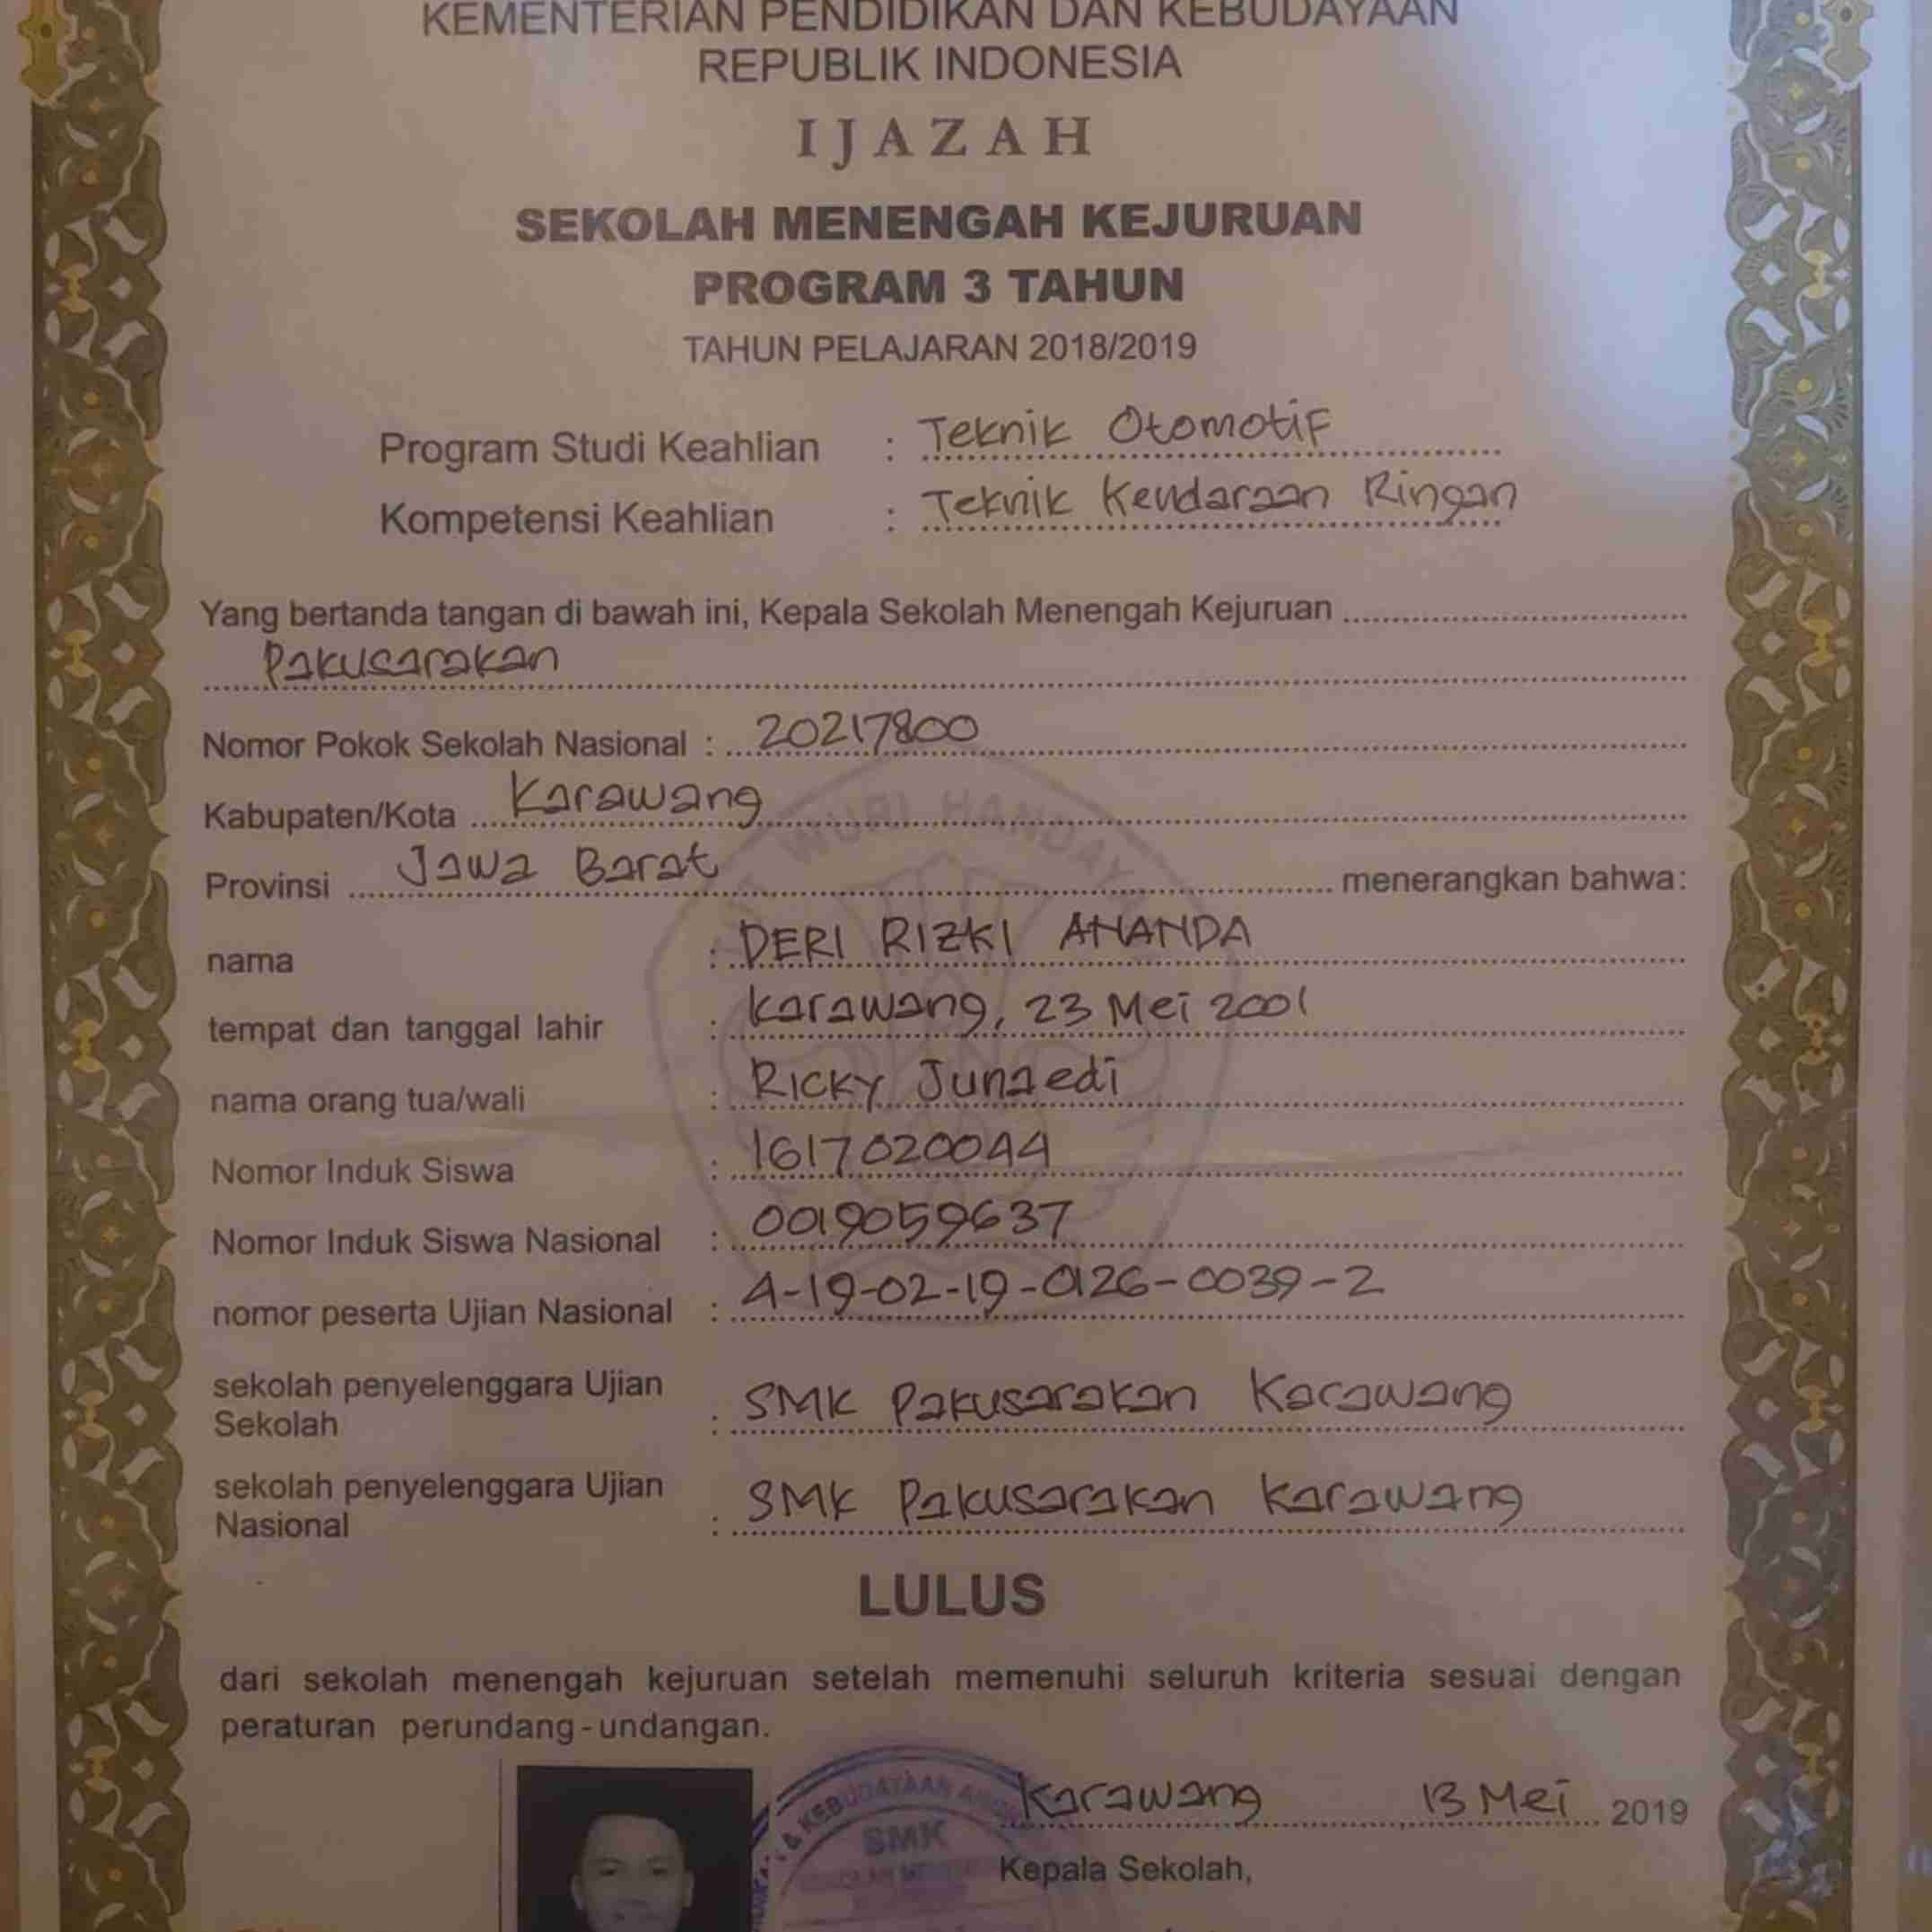 KEMENTERIAN PENDIDIKAN DAN KEBUDAYAAN
REPUBLIK INDONESIA
IJAZAH
SEKOLAH MENENGAH KEJURUAN
PROGRAM 3 TAHUN
TAHUN PELAJARAN 2018/2019
Program Studi Keahlian : Teknik Otomotif
Kompetensi Keahlian : Teknik Kendaraan Ringan
Yang bertanda tangan di bawah ini, Kepala Sekolah Menengah Kejuruan
Pakusarakan
Nomor Pokok Sekolah Nasional : 20217800
Kabupaten/Kota Karawang
Provinsi Jawa Barat menerangkan bahwa:
nama : DERI RIZKI ANANDA
tempat dan tanggal lahir : Karawang, 23 Mei 2001
nama orang tua/wali : Ricky Junaedi
Nomor Induk Siswa : 1617020044
Nomor Induk Siswa Nasional : 0019059637
nomor peserta Ujian Nasional : 4-19-02-19-0126-0039-2
sekolah penyelenggara Ujian
Sekolah : SMK Pakusarakan Karawang
sekolah penyelenggara Ujian
Nasional : SMK Pakusarakan Karawang
LULUS
dari sekolah menengah kejuruan setelah memenuhi seluruh kriteria sesuai dengan
peraturan perundang-undangan.
Karawang 13 Mei 2019
Kepala Sekolah,
WURI HANDAYA
& KEBUDAYAAN
SMK